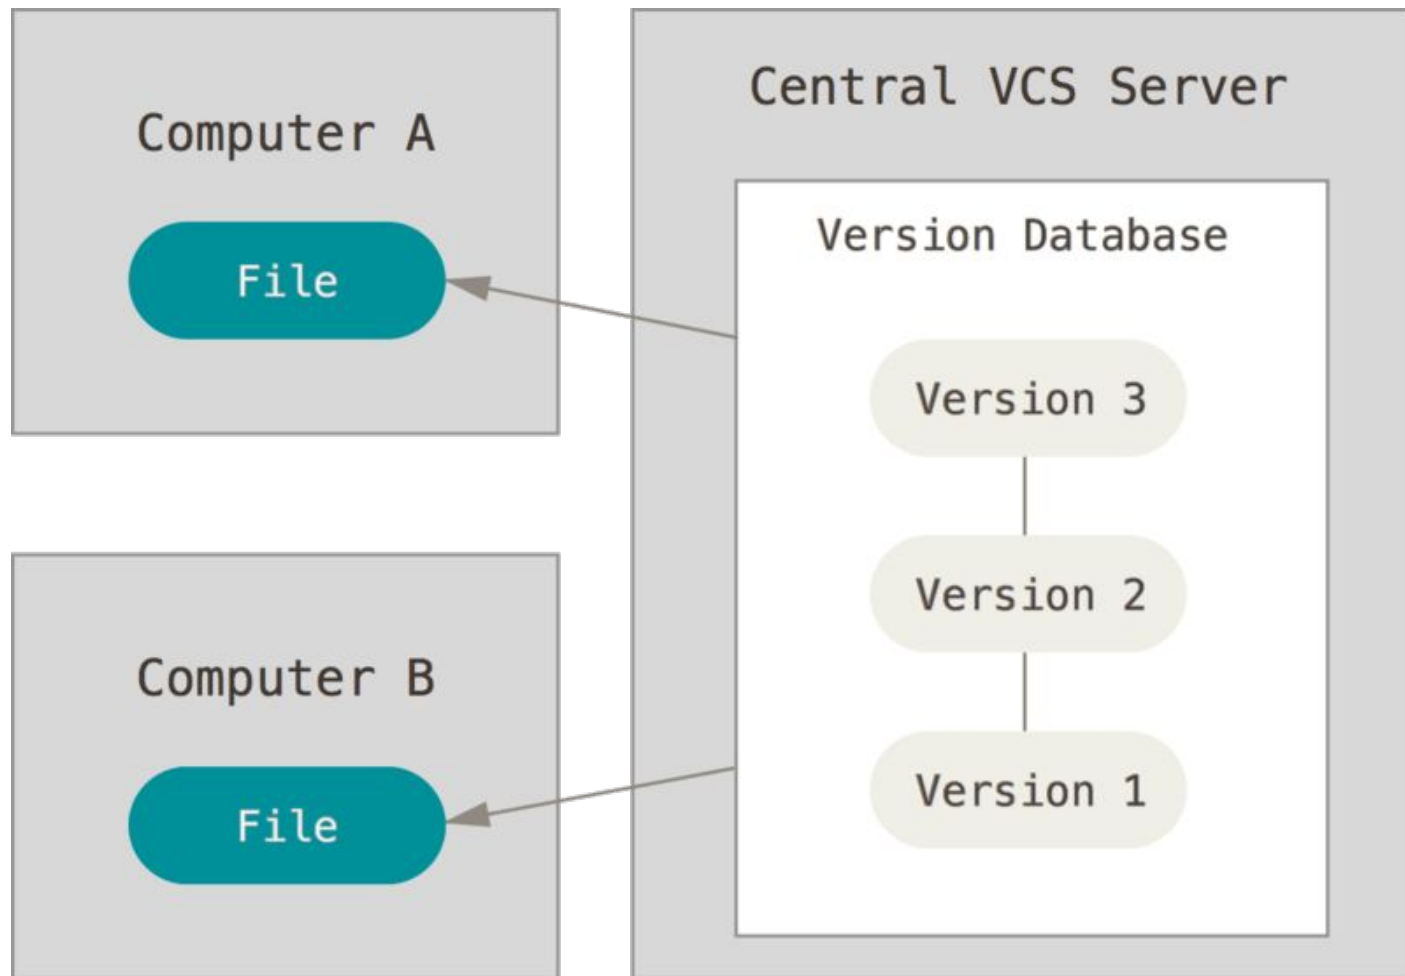 Computer A
File
Computer B
File
Central VCS Server
Version Database
Version 3
Version 2
Version 1